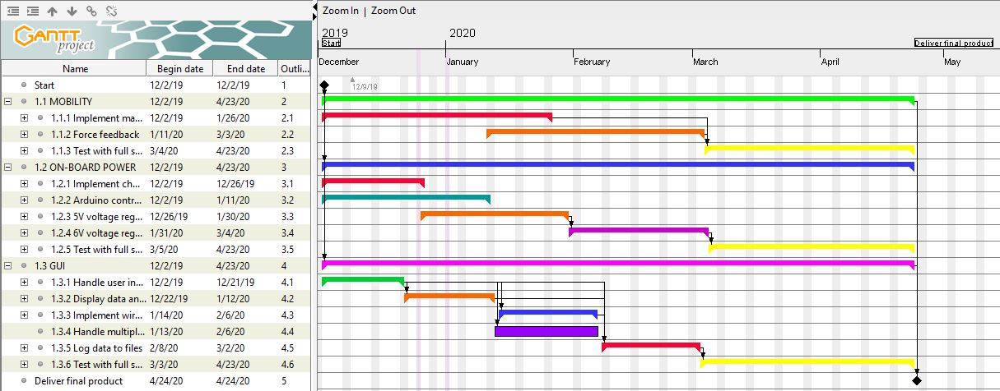 Zoom In | Zoom Out
GANTT project
2019 2020
Start Deliver final product
December January February March April May
12/9/19
Name Begin date End date Outli...
Start 12/2/19 12/2/19 1
1.1 MOBILITY 12/2/19 4/23/20 2
1.1.1 Implement ma... 12/2/19 1/26/20 2.1
1.1.2 Force feedback 1/11/20 3/3/20 2.2
1.1.3 Test with full s... 3/4/20 4/23/20 2.3
1.2 ON-BOARD POWER 12/2/19 4/23/20 3
1.2.1 Implement ch... 12/2/19 12/26/19 3.1
1.2.2 Arduino contr... 12/2/19 1/11/20 3.2
1.2.3 5V voltage reg... 12/26/19 1/30/20 3.3
1.2.4 6V voltage reg... 1/31/20 3/4/20 3.4
1.2.5 Test with full s... 3/5/20 4/23/20 3.5
1.3 GUI 12/2/19 4/23/20 4
1.3.1 Handle user in... 12/2/19 12/21/19 4.1
1.3.2 Display data an... 12/22/19 1/12/20 4.2
1.3.3 Implement wir... 1/14/20 2/6/20 4.3
1.3.4 Handle multipl... 1/13/20 2/6/20 4.4
1.3.5 Log data to files 2/8/20 3/2/20 4.5
1.3.6 Test with full s... 3/3/20 4/23/20 4.6
Deliver final product 4/24/20 4/24/20 5